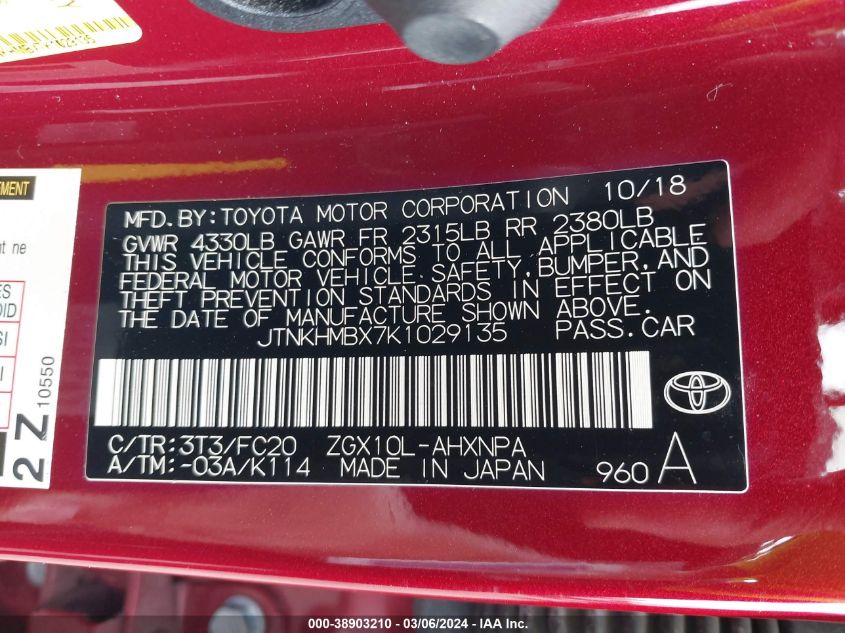 EMENT
MFD. BY: TOYOTA MOTOR CORPORATION 10/18
GVWR 4330LB GAWR FR 2315LB RR 2380LB
THIS VEHICLE CONFORMS TO ALL APPLICABLE
FEDERAL MOTOR VEHICLE SAFETY, BUMPER, AND
THEFT PREVENTION STANDARDS IN EFFECT ON
THE DATE OF MANUFACTURE SHOWN ABOVE.
JTNKHMBX7K1029135 PASS.CAR
C/TR: 3T3/FC20 ZGX10L-AHXNPA
A/TM: -03A/K114 MADE IN JAPAN 960 A
2Z 10550
000-38903210 - 03/06/2024 - IAA